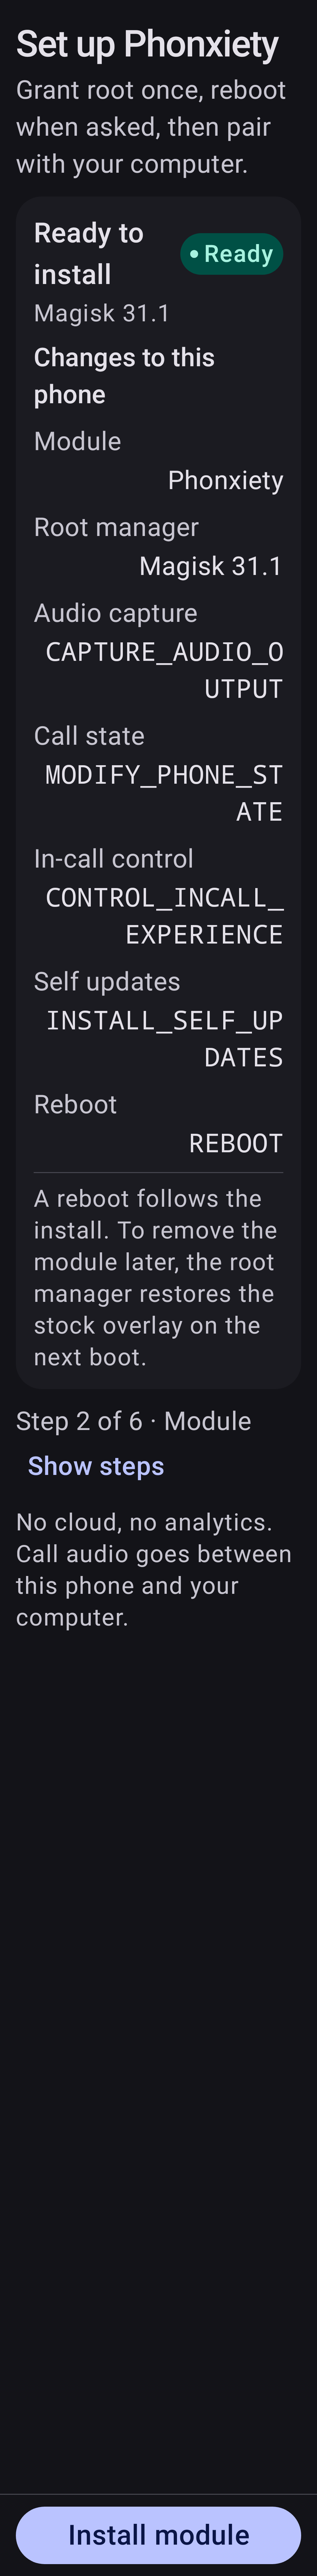 Set up Phonxiety
Grant root once, reboot
when asked, then pair
with your computer.
Ready to
install
• Ready
Magisk 31.1
Changes to this
phone
Module
Phonxiety
Root manager
Magisk 31.1
Audio capture
CAPTURE_AUDIO_O
UTPUT
Call state
MODIFY_PHONE_ST
ATE
In-call control
CONTROL_INCALL_
EXPERIENCE
Self updates
INSTALL_SELF_UP
DATES
Reboot
REBOOT
A reboot follows the
install. To remove the
module later, the root
manager restores the
stock overlay on the
next boot.
Step 2 of 6 · Module
Show steps
No cloud, no analytics.
Call audio goes between
this phone and your
computer.
Install module